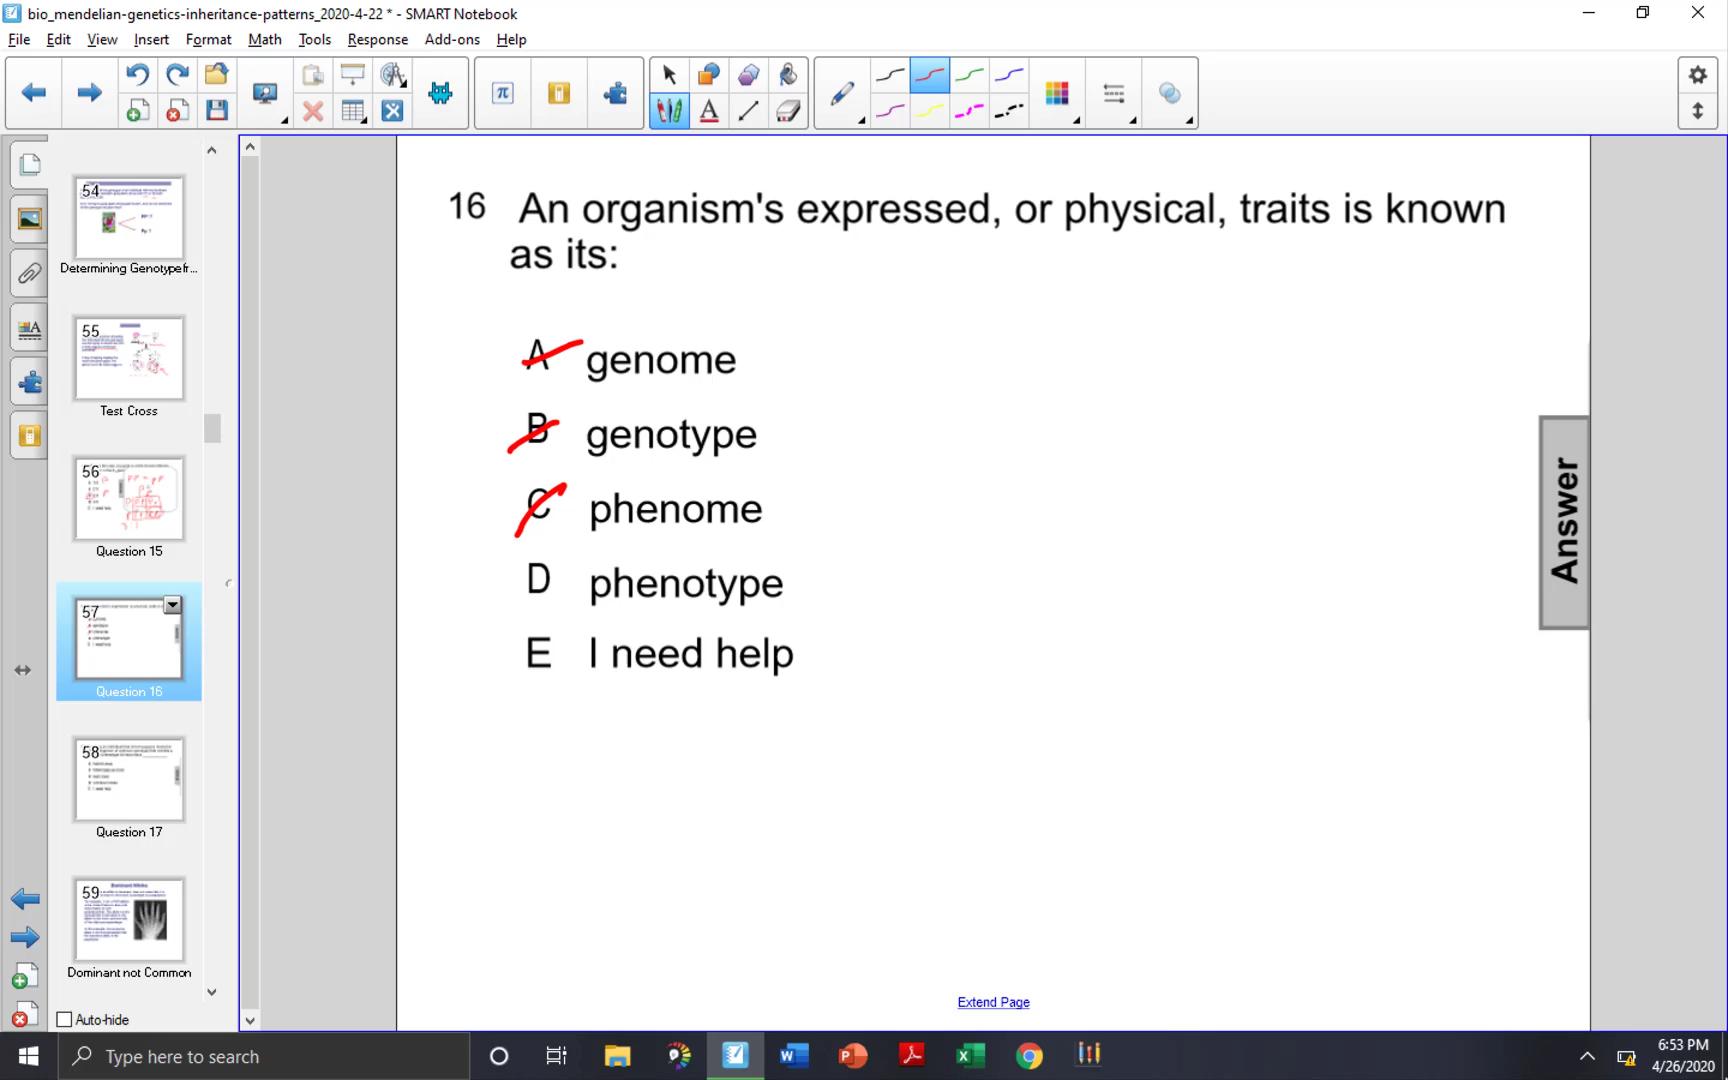 bio_mendelian-genetics-inheritance-patterns_2020-4-22 * - SMART Notebook
File Edit View Insert Format Math Tools Response Add-ons Help
54
Determining Genotypefr...
55
Test Cross
56
Question 15
57
Question 16
58
Question 17
59
Dominant not Common
Auto-hide
16 An organism's expressed, or physical, traits is known
as its:
A genome
B genotype
C phenome
D phenotype
E I need help
Answer
Extend Page
Type here to search
6:53 PM
4/26/2020